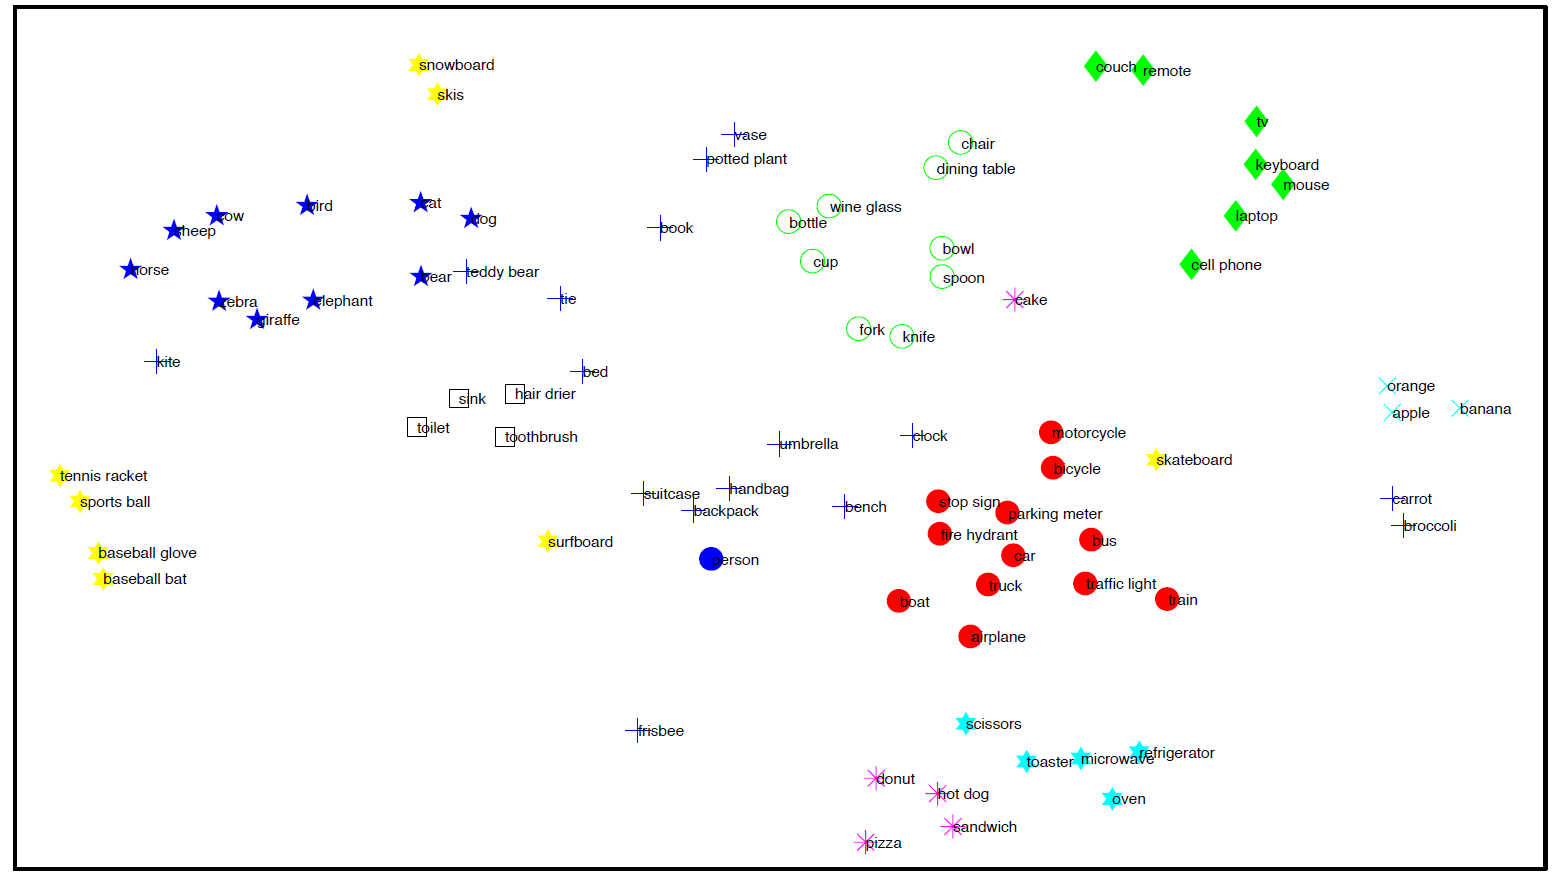 snowboard
couch
remote
skis
tv
vase
chair
potted plant
dining table
keyboard
mouse
bird
cat
wine glass
cow
dog
bottle
laptop
sheep
book
bowl
cup
cell phone
horse
bear
teddy bear
spoon
zebra
elephant
tie
cake
giraffe
fork
knife
kite
bed
orange
sink
hair drier
apple
banana
toilet
toothbrush
umbrella
clock
motorcycle
skateboard
tennis racket
bicycle
sports ball
suitcase
handbag
backpack
bench
stop sign
parking meter
carrot
broccoli
baseball glove
surfboard
fire hydrant
bus
person
car
baseball bat
truck
traffic light
boat
train
airplane
scissors
frisbee
toaster
microwave
refrigerator
donut
hot dog
oven
sandwich
pizza